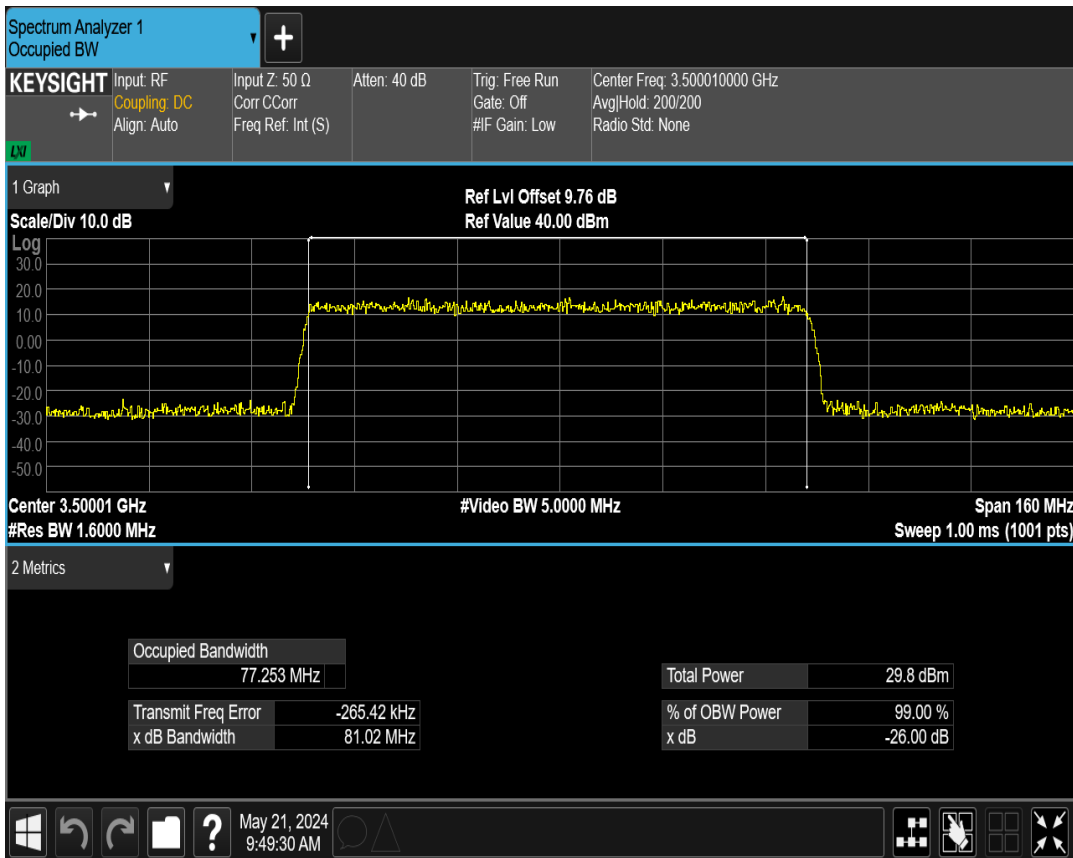 Spectrum Analyzer 1
Occupied BW
KEYSIGHT
LXI
Input: RF
Coupling: DC
Align: Auto
Input Z: 50 Ω
Corr CCorr
Freq Ref: Int (S)
Atten: 40 dB
Trig: Free Run
Gate: Off
#IF Gain: Low
Center Freq: 3.500010000 GHz
Avg|Hold: 200/200
Radio Std: None
1 Graph
Scale/Div 10.0 dB
Ref Lvl Offset 9.76 dB
Ref Value 40.00 dBm
Log
30.0
20.0
10.0
0.00
-10.0
-20.0
-30.0
-40.0
-50.0
Center 3.50001 GHz
#Res BW 1.6000 MHz
#Video BW 5.0000 MHz
Span 160 MHz
Sweep 1.00 ms (1001 pts)
2 Metrics
Occupied Bandwidth
77.253 MHz
Transmit Freq Error -265.42 kHz
x dB Bandwidth 81.02 MHz
Total Power 29.8 dBm
% of OBW Power 99.00 %
x dB -26.00 dB
?
May 21, 2024
9:49:30 AM